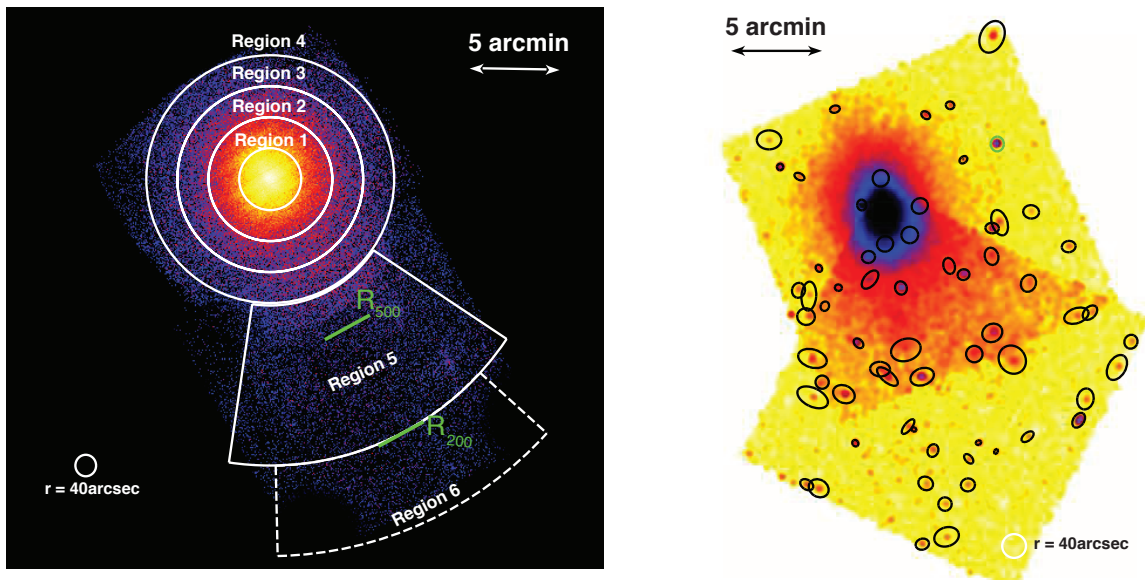 Region 4
5 arcmin
Region 3
Region 2
Region 1
R500
Region 5
R200
r = 40arcsec
Region 6
5 arcmin
r = 40arcsec